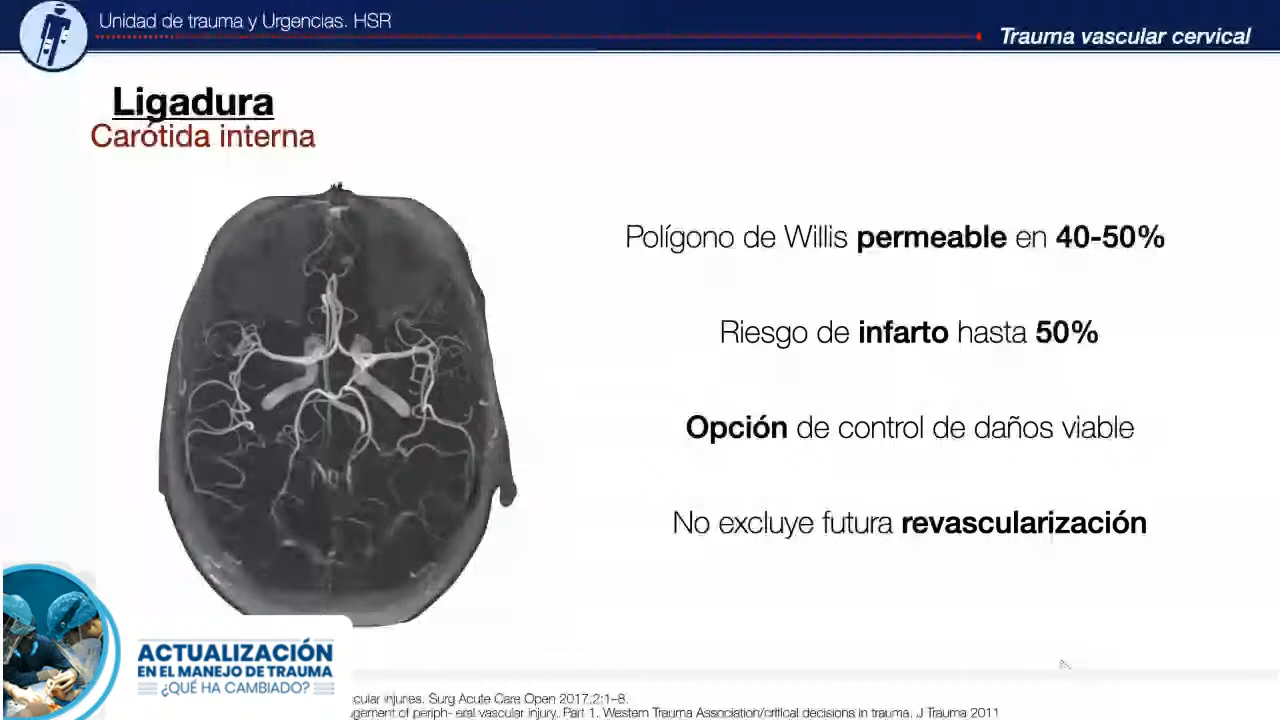 Unidad de trauma y Urgencias. HSR
Trauma vascular cervical
Ligadura
Carótida interna
Polígono de Willis permeable en 40-50%
Riesgo de infarto hasta 50%
Opción de control de daños viable
No excluye futura revascularización
ACTUALIZACIÓN
EN EL MANEJO DE TRAUMA
¿QUÉ HA CAMBIADO?
injures. Surg Acute Care Open 2017;2:1–8.
of periph- eral vascular injury. Part 1. Western Trauma Association/critical decisions in trauma. J Trauma 2011